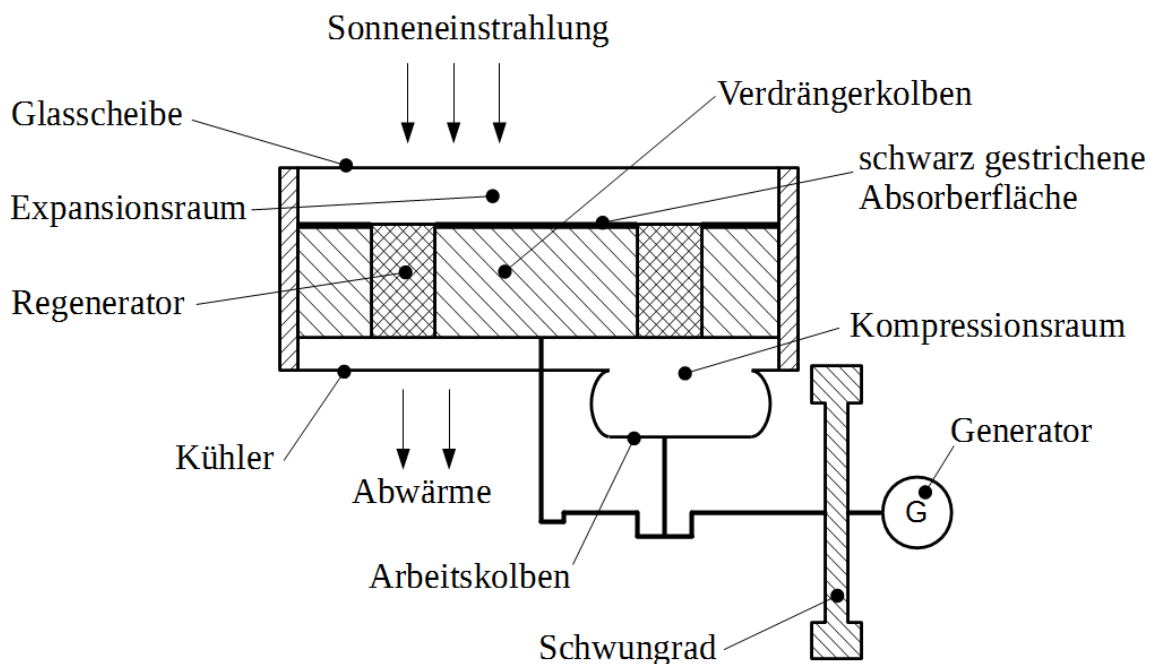 Sonneneinstrahlung
Glasscheibe
Verdrängerkolben
schwarz gestrichene
Absorberfläche
Expansionsraum
Regenerator
Kompressionsraum
Kühler
Abwärme
Generator
G
Arbeitskolben
Schwungrad